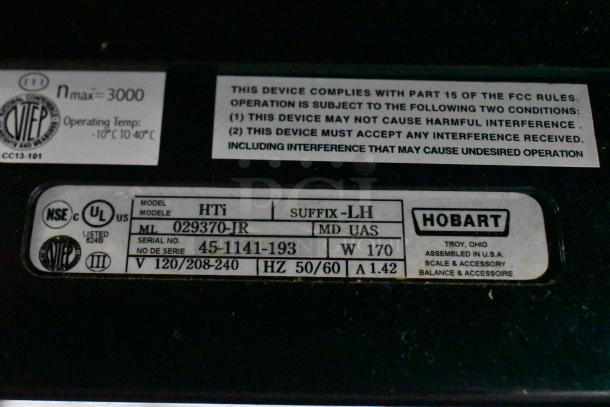 III
nmax = 3000
NTEP
Operating Temp:
-10°C TO 40°C
CC13-101
THIS DEVICE COMPLIES WITH PART 15 OF THE FCC RULES.
OPERATION IS SUBJECT TO THE FOLLOWING TWO CONDITIONS:
(1) THIS DEVICE MAY NOT CAUSE HARMFUL INTERFERENCE .
(2) THIS DEVICE MUST ACCEPT ANY INTERFERENCE RECEIVED.
INCLUDING INTERFERENCE THAT MAY CAUSE UNDESIRED OPERATION
NSF
C UL US
LISTED
624B
NTEP
III
MODEL
MODELE HTi SUFFIX-LH
ML 029370-JR MD UAS
SERIAL NO.
NO DE SERIE 45-1141-193 W 170
V 120/208-240 HZ 50/60 A 1.42
HOBART
TROY, OHIO
ASSEMBLED IN U.S.A.
SCALE & ACCESSORY
BALANCE & ACCESSOIRE